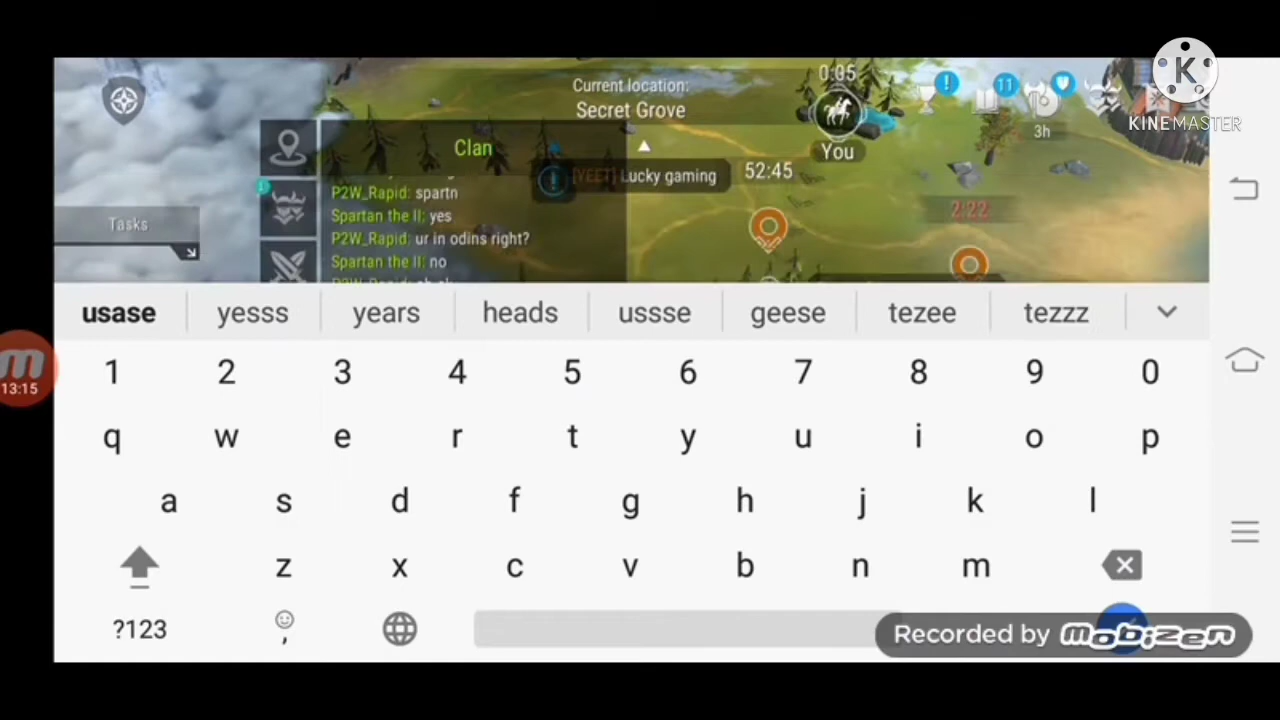 Current location:
Secret Grove
0:05
11
KINEMASTER
3h
You
Clan
[YEET] Lucky gaming
52:45
P2W_Rapid: spartn
Spartan the II: yes
P2W_Rapid: ur in odins right?
Spartan the II: no
Tasks
2:22
usase yesss years heads ussse geese tezee tezzz
13:15
1 2 3 4 5 6 7 8 9 0
q w e r t y u i o p
a s d f g h j k l
z x c v b n m
?123 ,
Recorded by mobizen